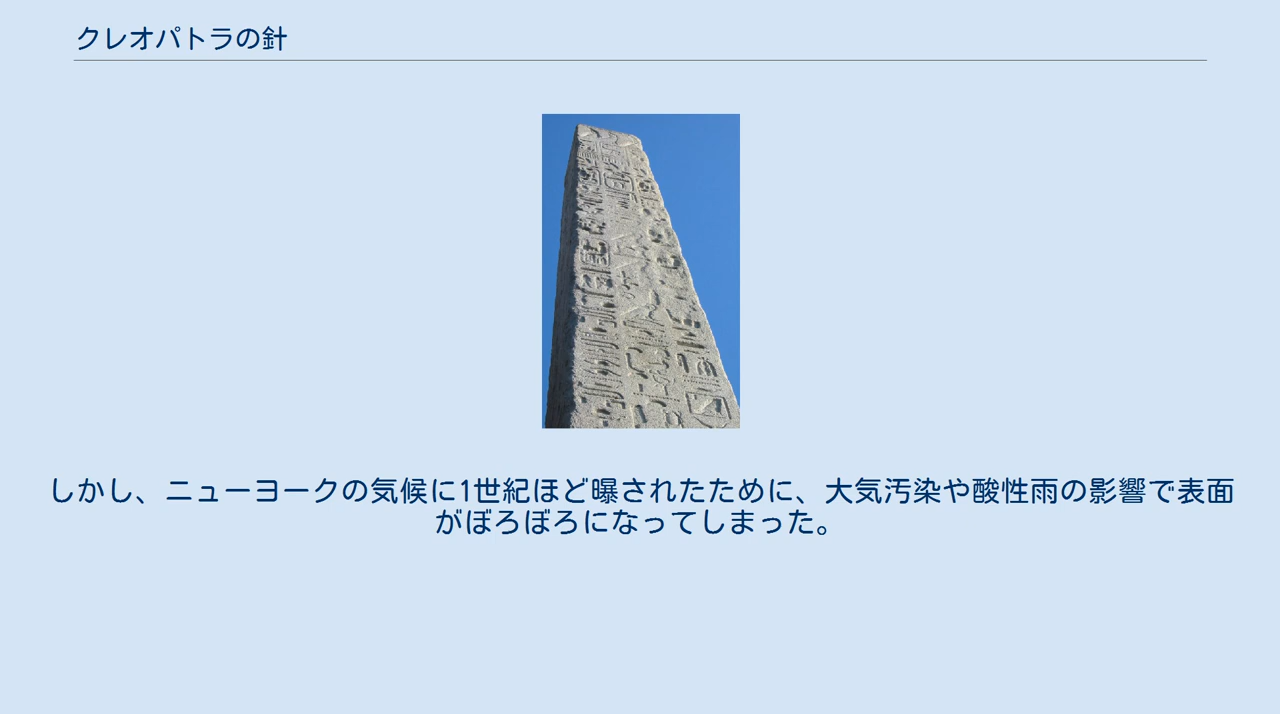 クレオパトラの針
しかし、ニューヨークの気候に1世紀ほど曝されたために、大気汚染や酸性雨の影響で表面
がぼろぼろになってしまった。